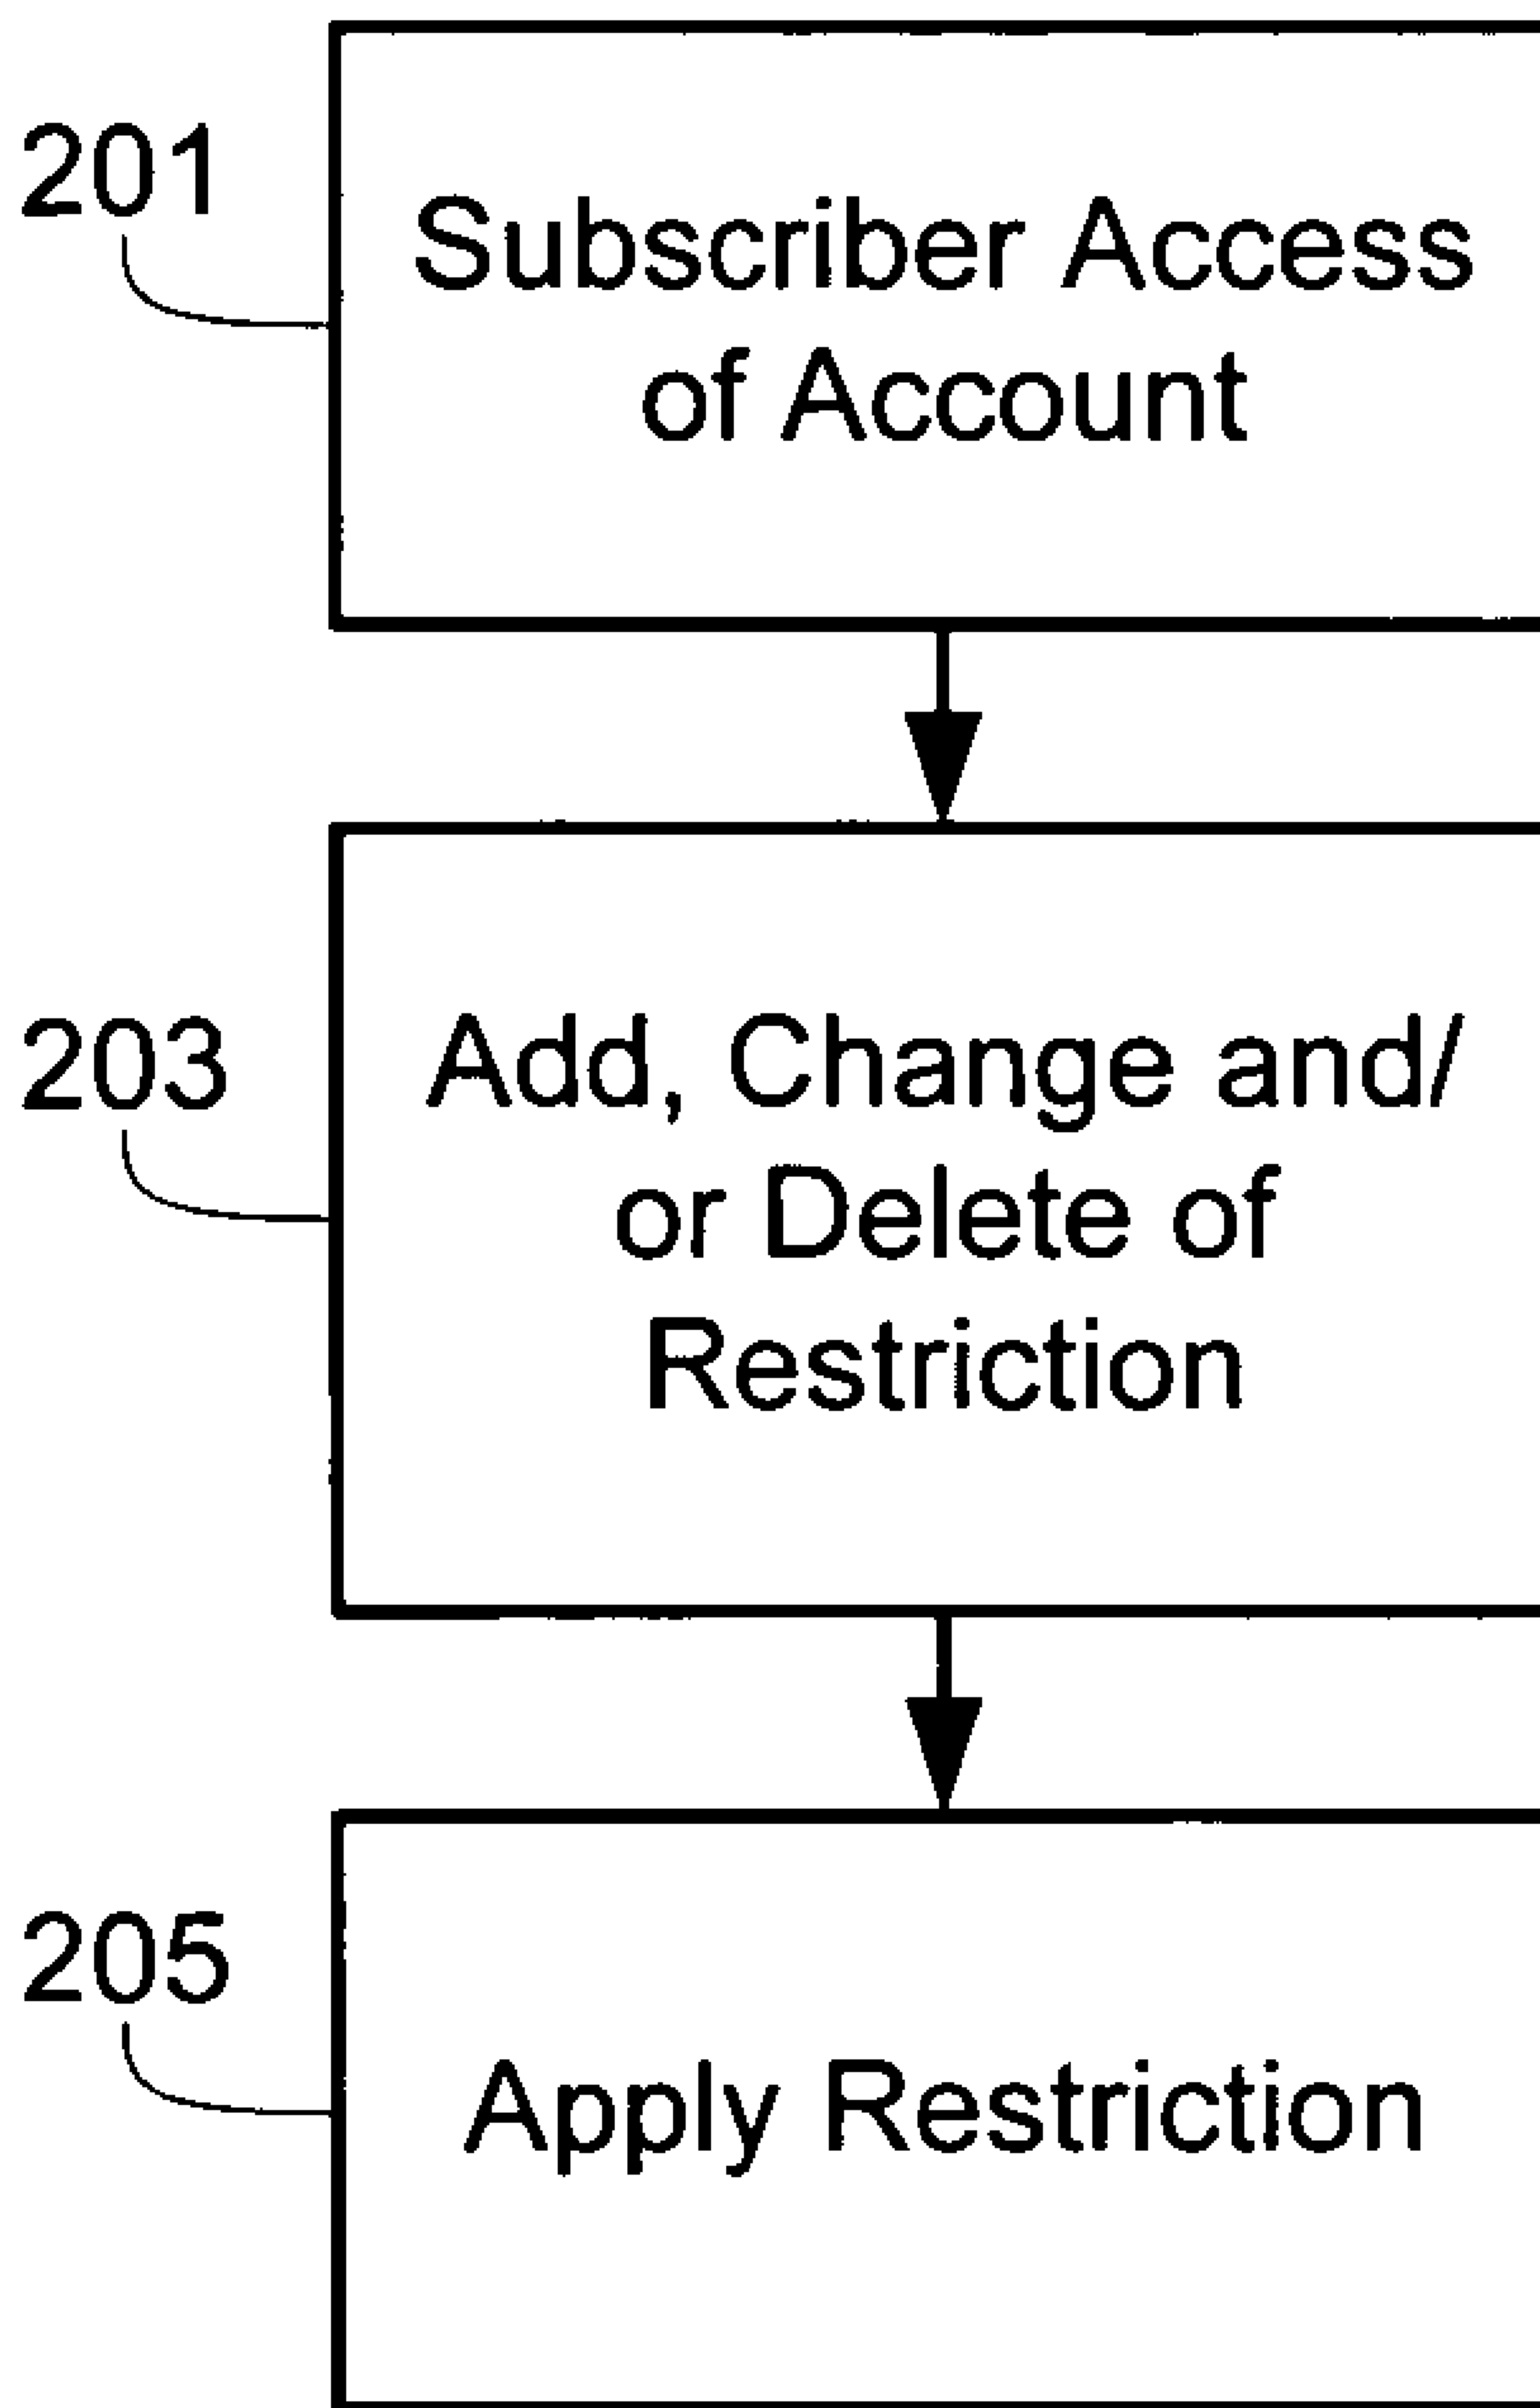 201
Subscriber Access
of Account
203
Add, Change and/
or Delete of
Restriction
205
Apply Restriction